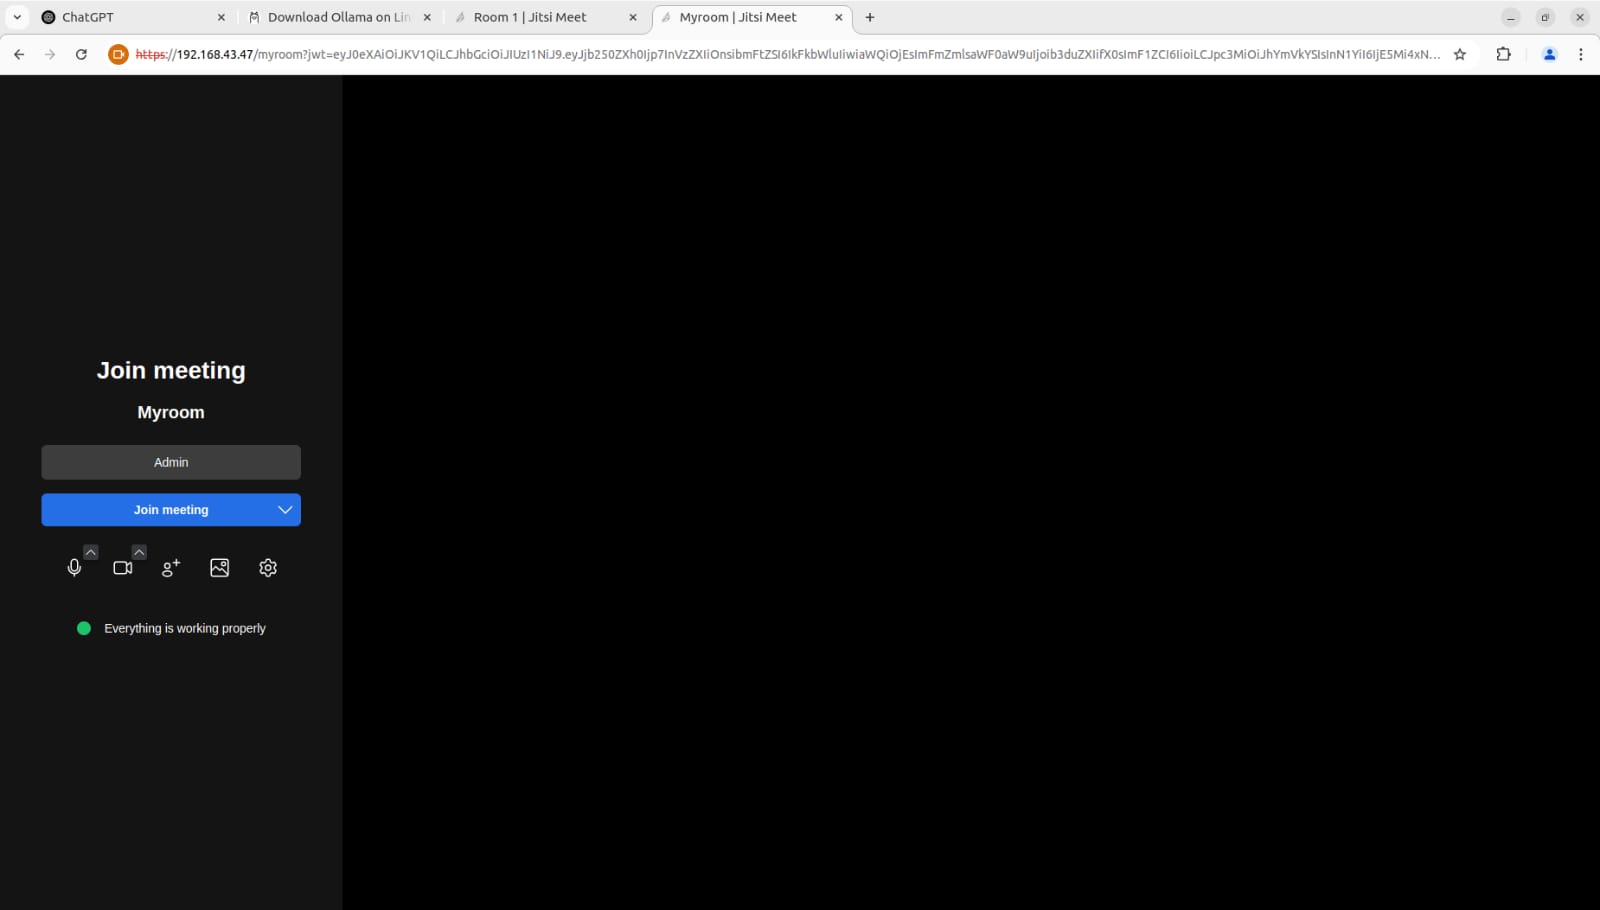 ChatGPT
Download Ollama on Lin
Room 1 | Jitsi Meet
Myroom | Jitsi Meet
https://192.168.43.47/myroom?jwt=eyJ0eXAiOiJKV1QiLCJhbGciOiJIUzI1NiJ9.eyJjb250ZXh0Ijp7InVzZXIiOnsibmFtZSI6IkFkbWluIiwiaWQiOjEsImFmZmlsaWF0aW9uIjoib3duZXIifX0sImF1ZCI6IioiLCJpc3MiOiJhYmVkYSIsInN1YiI6IjE5Mi4xN...
Join meeting
Myroom
Admin
Join meeting
Everything is working properly